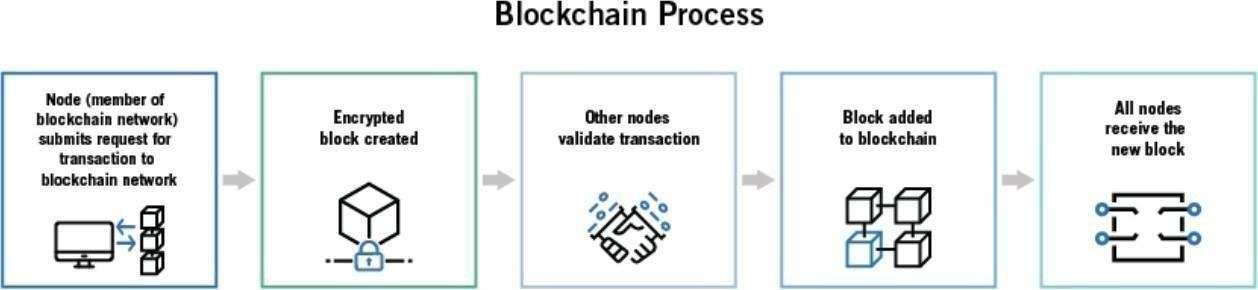 Blockchain Process
Node (member of
blockchain network)
submits request for
transaction to
blockchain network
Encrypted
block created
Other nodes
validate transaction
Block added
to blockchain
All nodes
receive the
new block